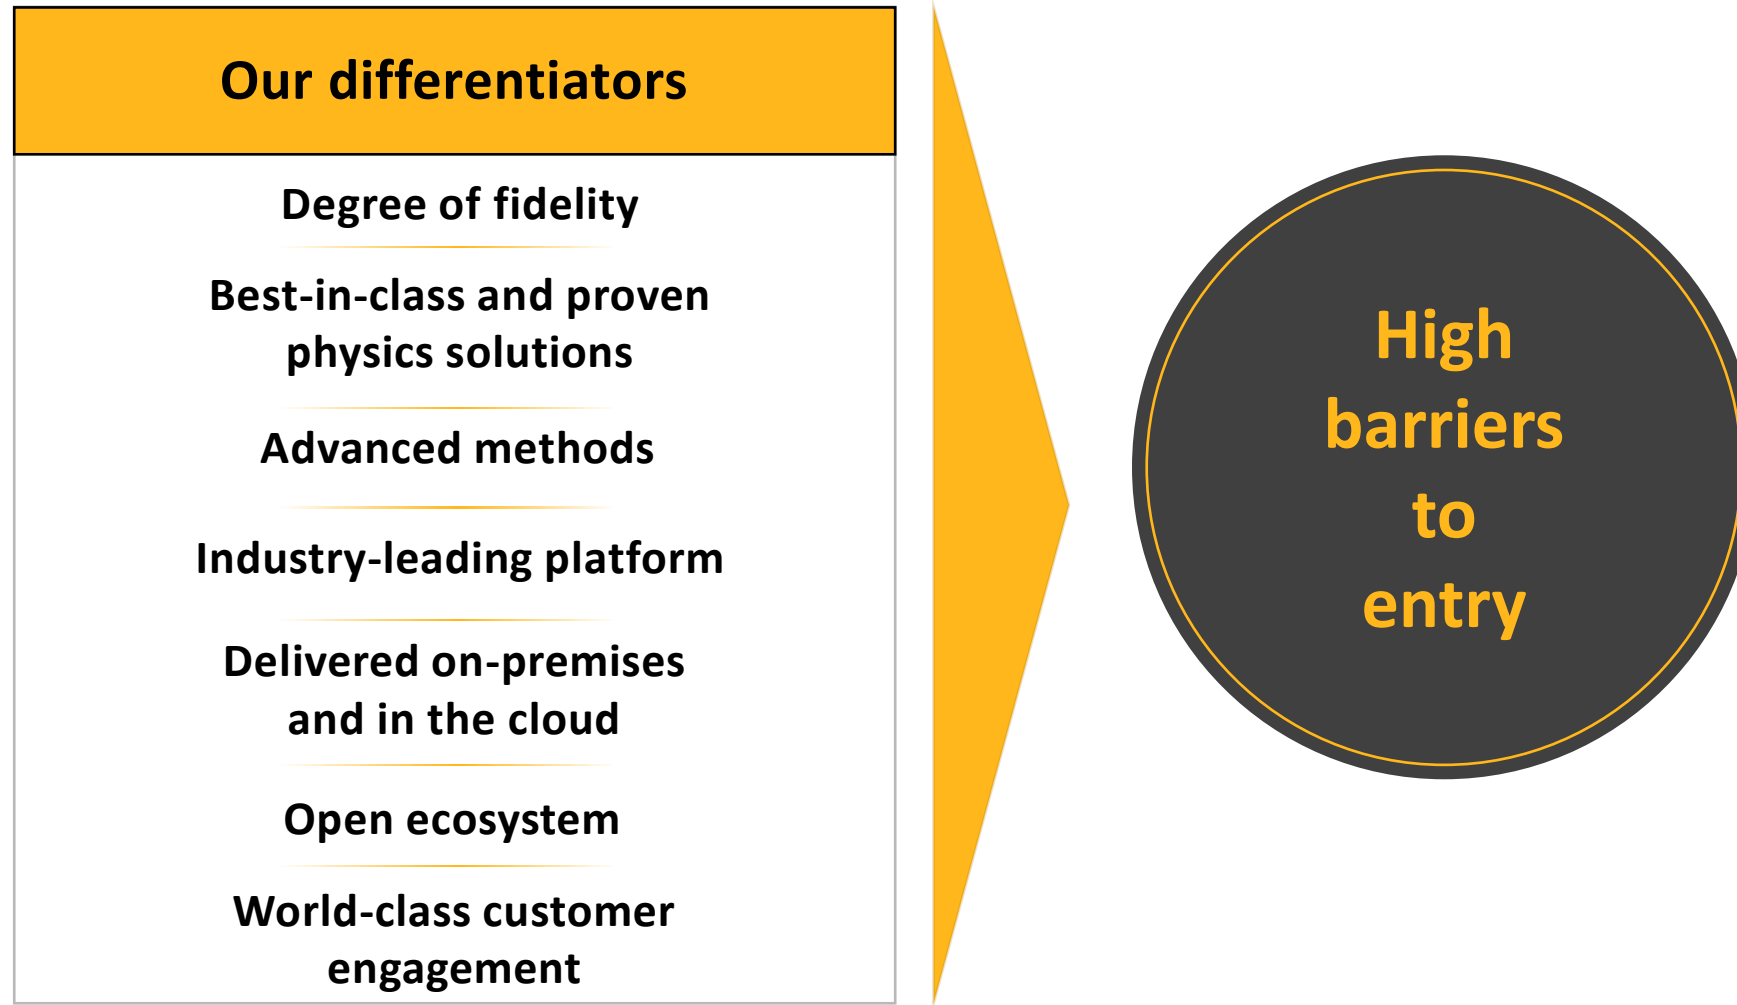 Our differentiators
Degree of fidelity
Best-in-class and proven
physics solutions
Advanced methods
Industry-leading platform
Delivered on-premises
and in the cloud
Open ecosystem
World-class customer
engagement
High
barriers
to
entry